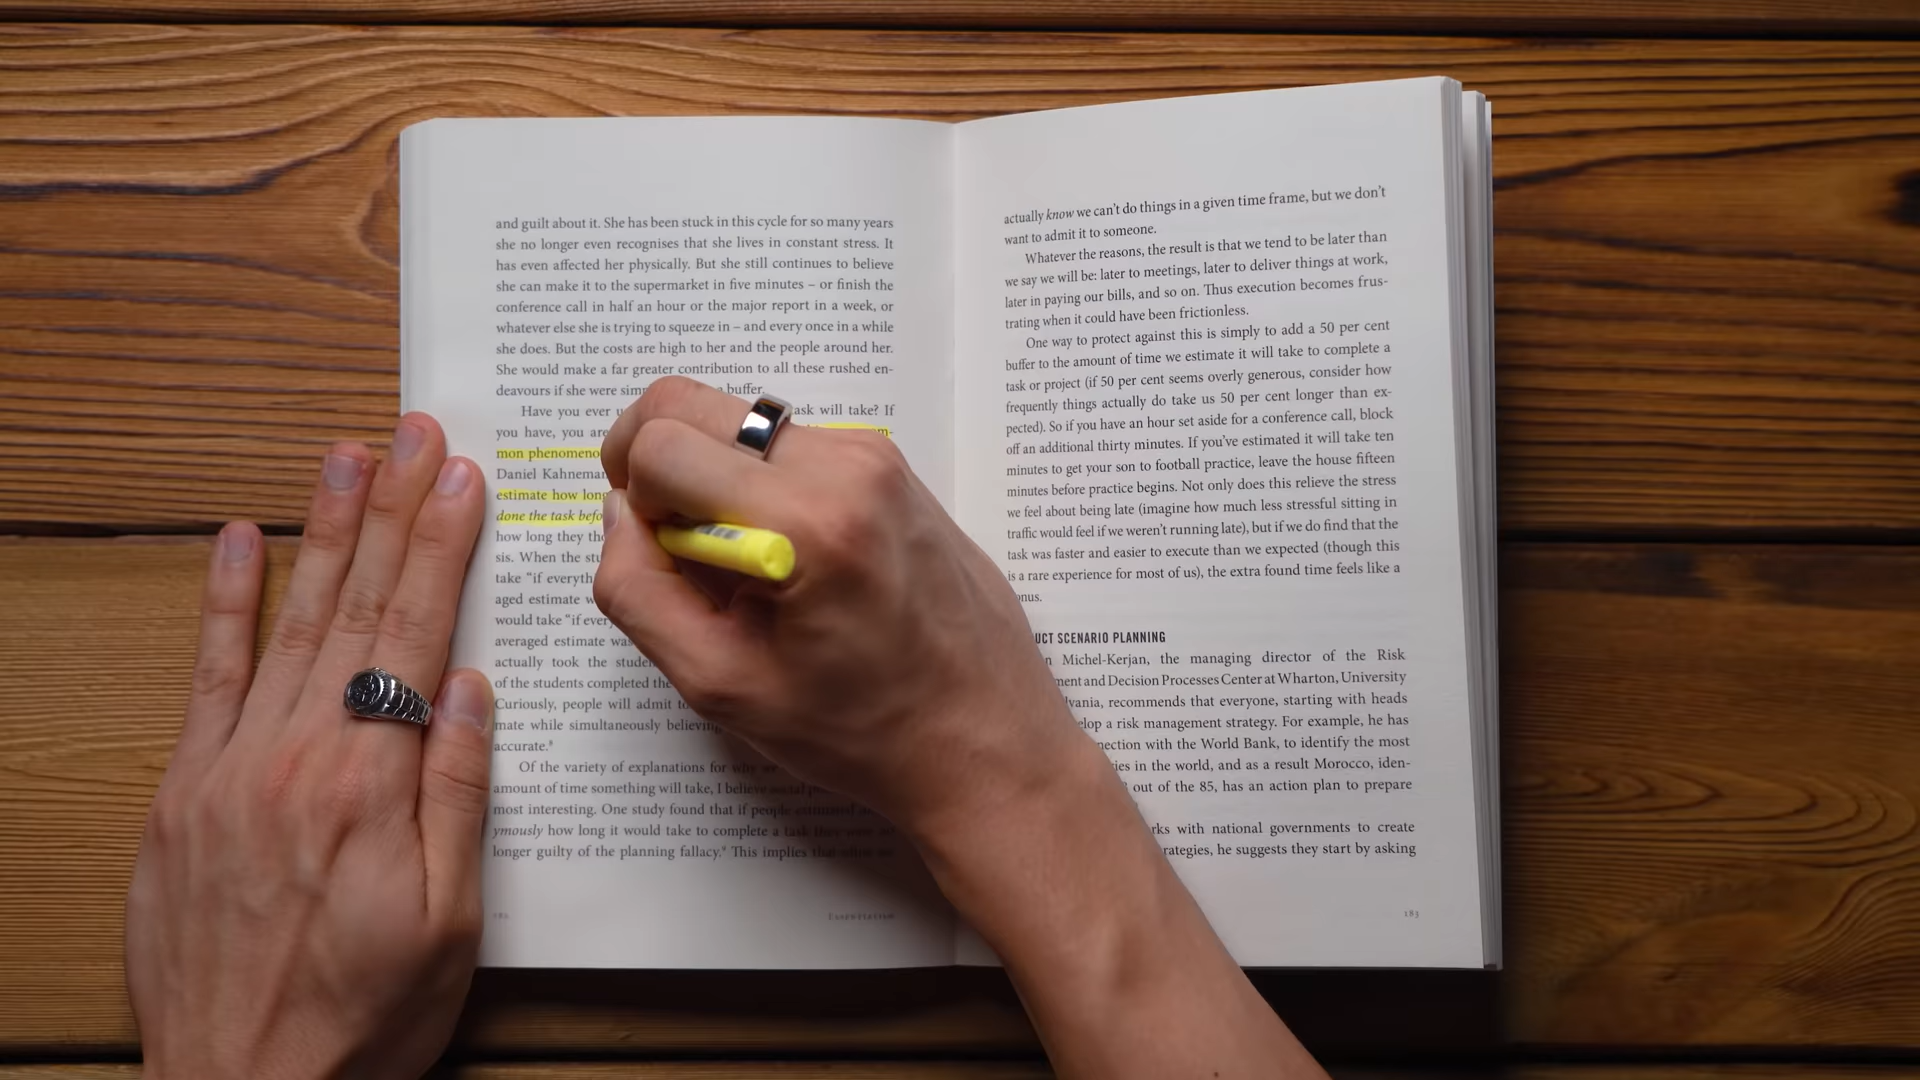 and guilt about it. She has been stuck in this cycle for so many years
she no longer even recognises that she lives in constant stress. It
has even affected her physically. But she still continues to believe
she can make it to the supermarket in five minutes – or finish the
conference call in half an hour or the major report in a week, or
whatever else she is trying to squeeze in – and every once in a while
she does. But the costs are high to her and the people around her.
She would make a far greater contribution to all these rushed en-
deavours if she were buffer.
Have you ever task will take? If
you have, you are
mon
Daniel
estimate how long
done the task
how long they
sis. When the
take “if
aged estimate
would take “if
averaged estimate
actually took the
of the students completed the
Curiously, people will admit
mate while simultaneously believing
accurate.⁸
Of the variety of explanations for why we
amount of time something will take, I believe social
most interesting. One study found that if people estimated
ymously how long it would take to complete a task they were no
longer guilty of the planning fallacy.⁹ This implies that
182 Essentialism
actually know we can’t do things in a given time frame, but we don’t
want to admit it to someone.
Whatever the reasons, the result is that we tend to be later than
we say we will be: later to meetings, later to deliver things at work,
later in paying our bills, and so on. Thus execution becomes frus-
trating when it could have been frictionless.
One way to protect against this is simply to add a 50 per cent
buffer to the amount of time we estimate it will take to complete a
task or project (if 50 per cent seems overly generous, consider how
frequently things actually do take us 50 per cent longer than ex-
pected). So if you have an hour set aside for a conference call, block
off an additional thirty minutes. If you’ve estimated it will take ten
minutes to get your son to football practice, leave the house fifteen
minutes before practice begins. Not only does this relieve the stress
we feel about being late (imagine how much less stressful sitting in
traffic would feel if we weren’t running late), but if we do find that the
task was faster and easier to execute than we expected (though this
is a rare experience for most of us), the extra found time feels like a
onus.
UCT SCENARIO PLANNING
Michel-Kerjan, the managing director of the Risk
ment and Decision Processes Center at Wharton, University
lvania, recommends that everyone, starting with heads
elop a risk management strategy. For example, he has
nection with the World Bank, to identify the most
ies in the world, and as a result Morocco, iden-
out of the 85, has an action plan to prepare
rks with national governments to create
rategies, he suggests they start by asking
183